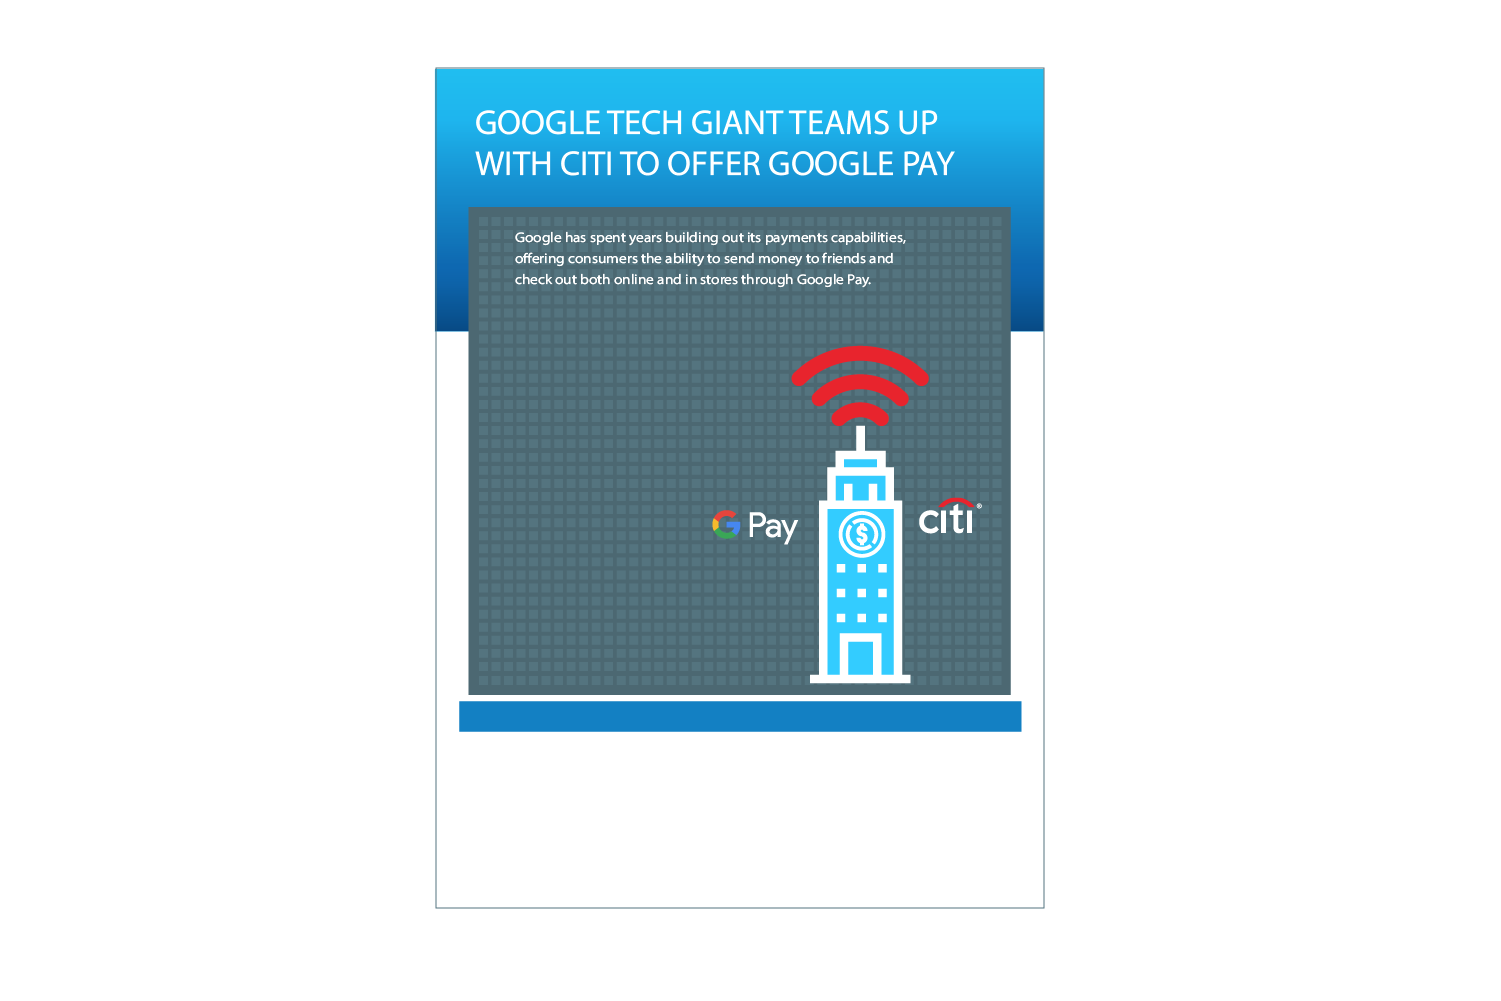 GOOGLE TECH GIANT TEAMS UP
WITH CITI TO OFFER GOOGLE PAY
Google has spent years building out its payments capabilities,
offering consumers the ability to send money to friends and
check out both online and in stores through Google Pay.
G Pay
citi®
$